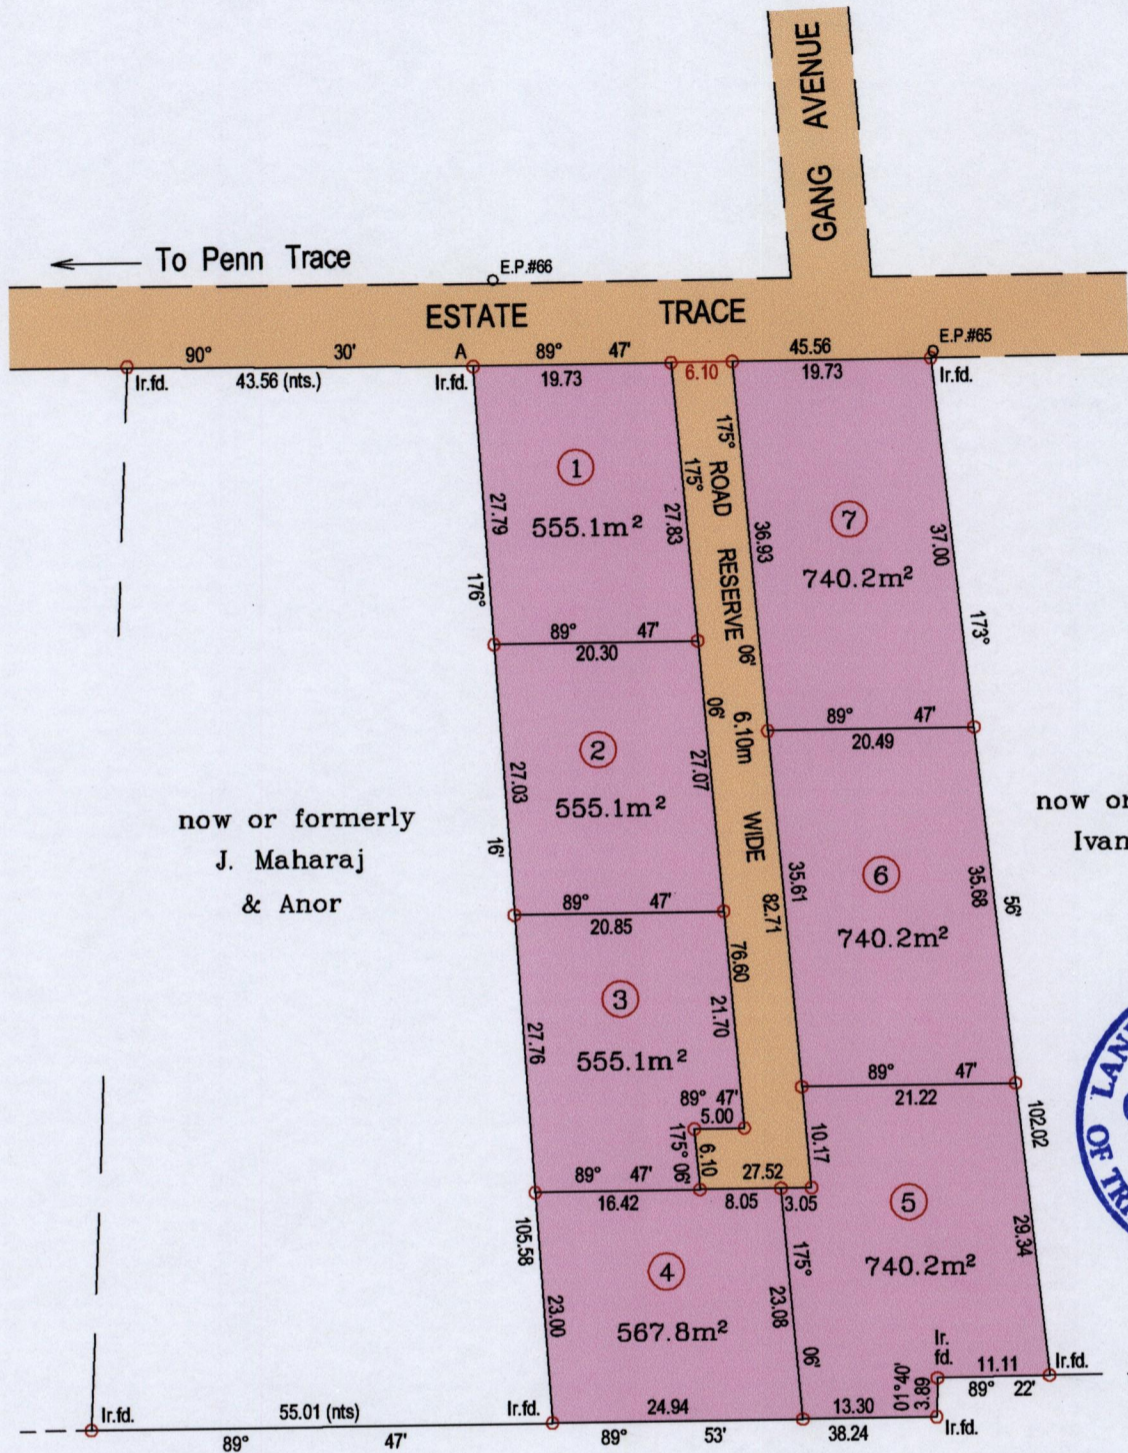 GANG AVENUE
To Penn Trace
E.P.#66
ESTATE TRACE
E.P.#65
90° 30'
A
89° 47'
45.56
Ir.fd.
43.56 (nts.)
Ir.fd.
19.73
6.10
19.73
Ir.fd.
1
555.1m²
27.79
176°
175°
27.83
175°
ROAD RESERVE 6.10m WIDE
06'
36.93
7
740.2m²
37.00
173°
89° 47'
20.30
06'
89° 47'
20.49
2
555.1m²
27.03
16'
27.07
82.71
35.61
6
740.2m²
35.68
56'
now or formerly
J. Maharaj
& Anor
now or
Ivan
89° 47'
20.85
76.60
3
555.1m²
27.76
21.70
89° 47'
5.00
175° 06'
6.10
89° 47'
21.22
102.02
10.17
LAN
OF TRI
89° 47'
27.52
16.42
8.05
3.05
105.58
4
567.8m²
23.00
175°
23.08
06'
5
740.2m²
29.34
Ir.
fd.
11.11
Ir.fd.
89° 22'
01°40'
3.89
Ir.fd.
55.01 (nts)
Ir.fd.
24.94
13.30
Ir.fd.
89° 47'
89° 53'
38.24